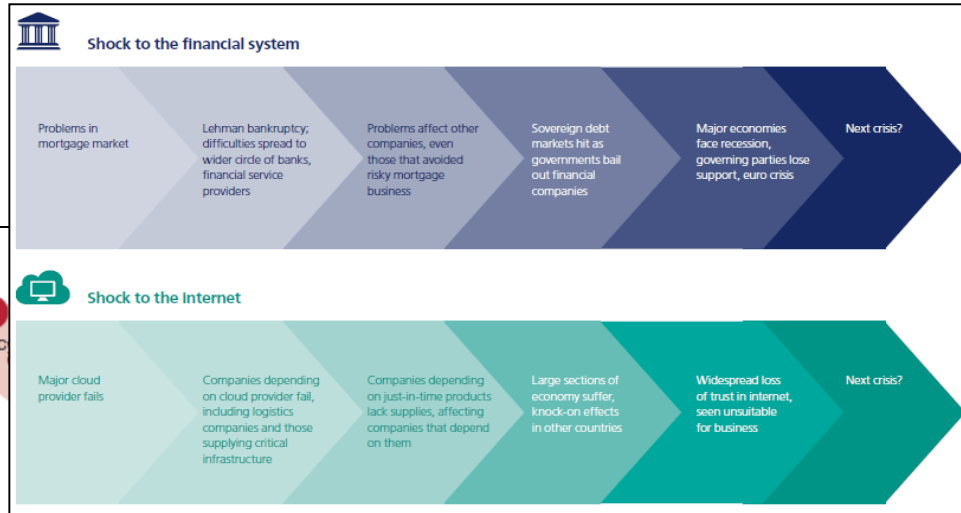 Shock to the financial system
Problems in
mortgage market
Lehman bankruptcy;
difficulties spread to
wider circle of banks,
financial service
providers
Problems affect other
companies, even
those that avoided
risky mortgage
business
Sovereign debt
markets hit as
governments bail
out financial
companies
Major economies
face recession,
governing parties lose
support, euro crisis
Next crisis?
Shock to the Internet
Major cloud
provider fails
Companies depending
on cloud provider fail,
including logistics
companies and those
supplying critical
infrastructure
Companies depending
on just-in-time products
lack supplies, affecting
companies that depend
on them
Large sections of
economy suffer,
knock-on effects
in other countries
Widespread loss
of trust in internet,
seen unsuitable
for business
Next crisis?